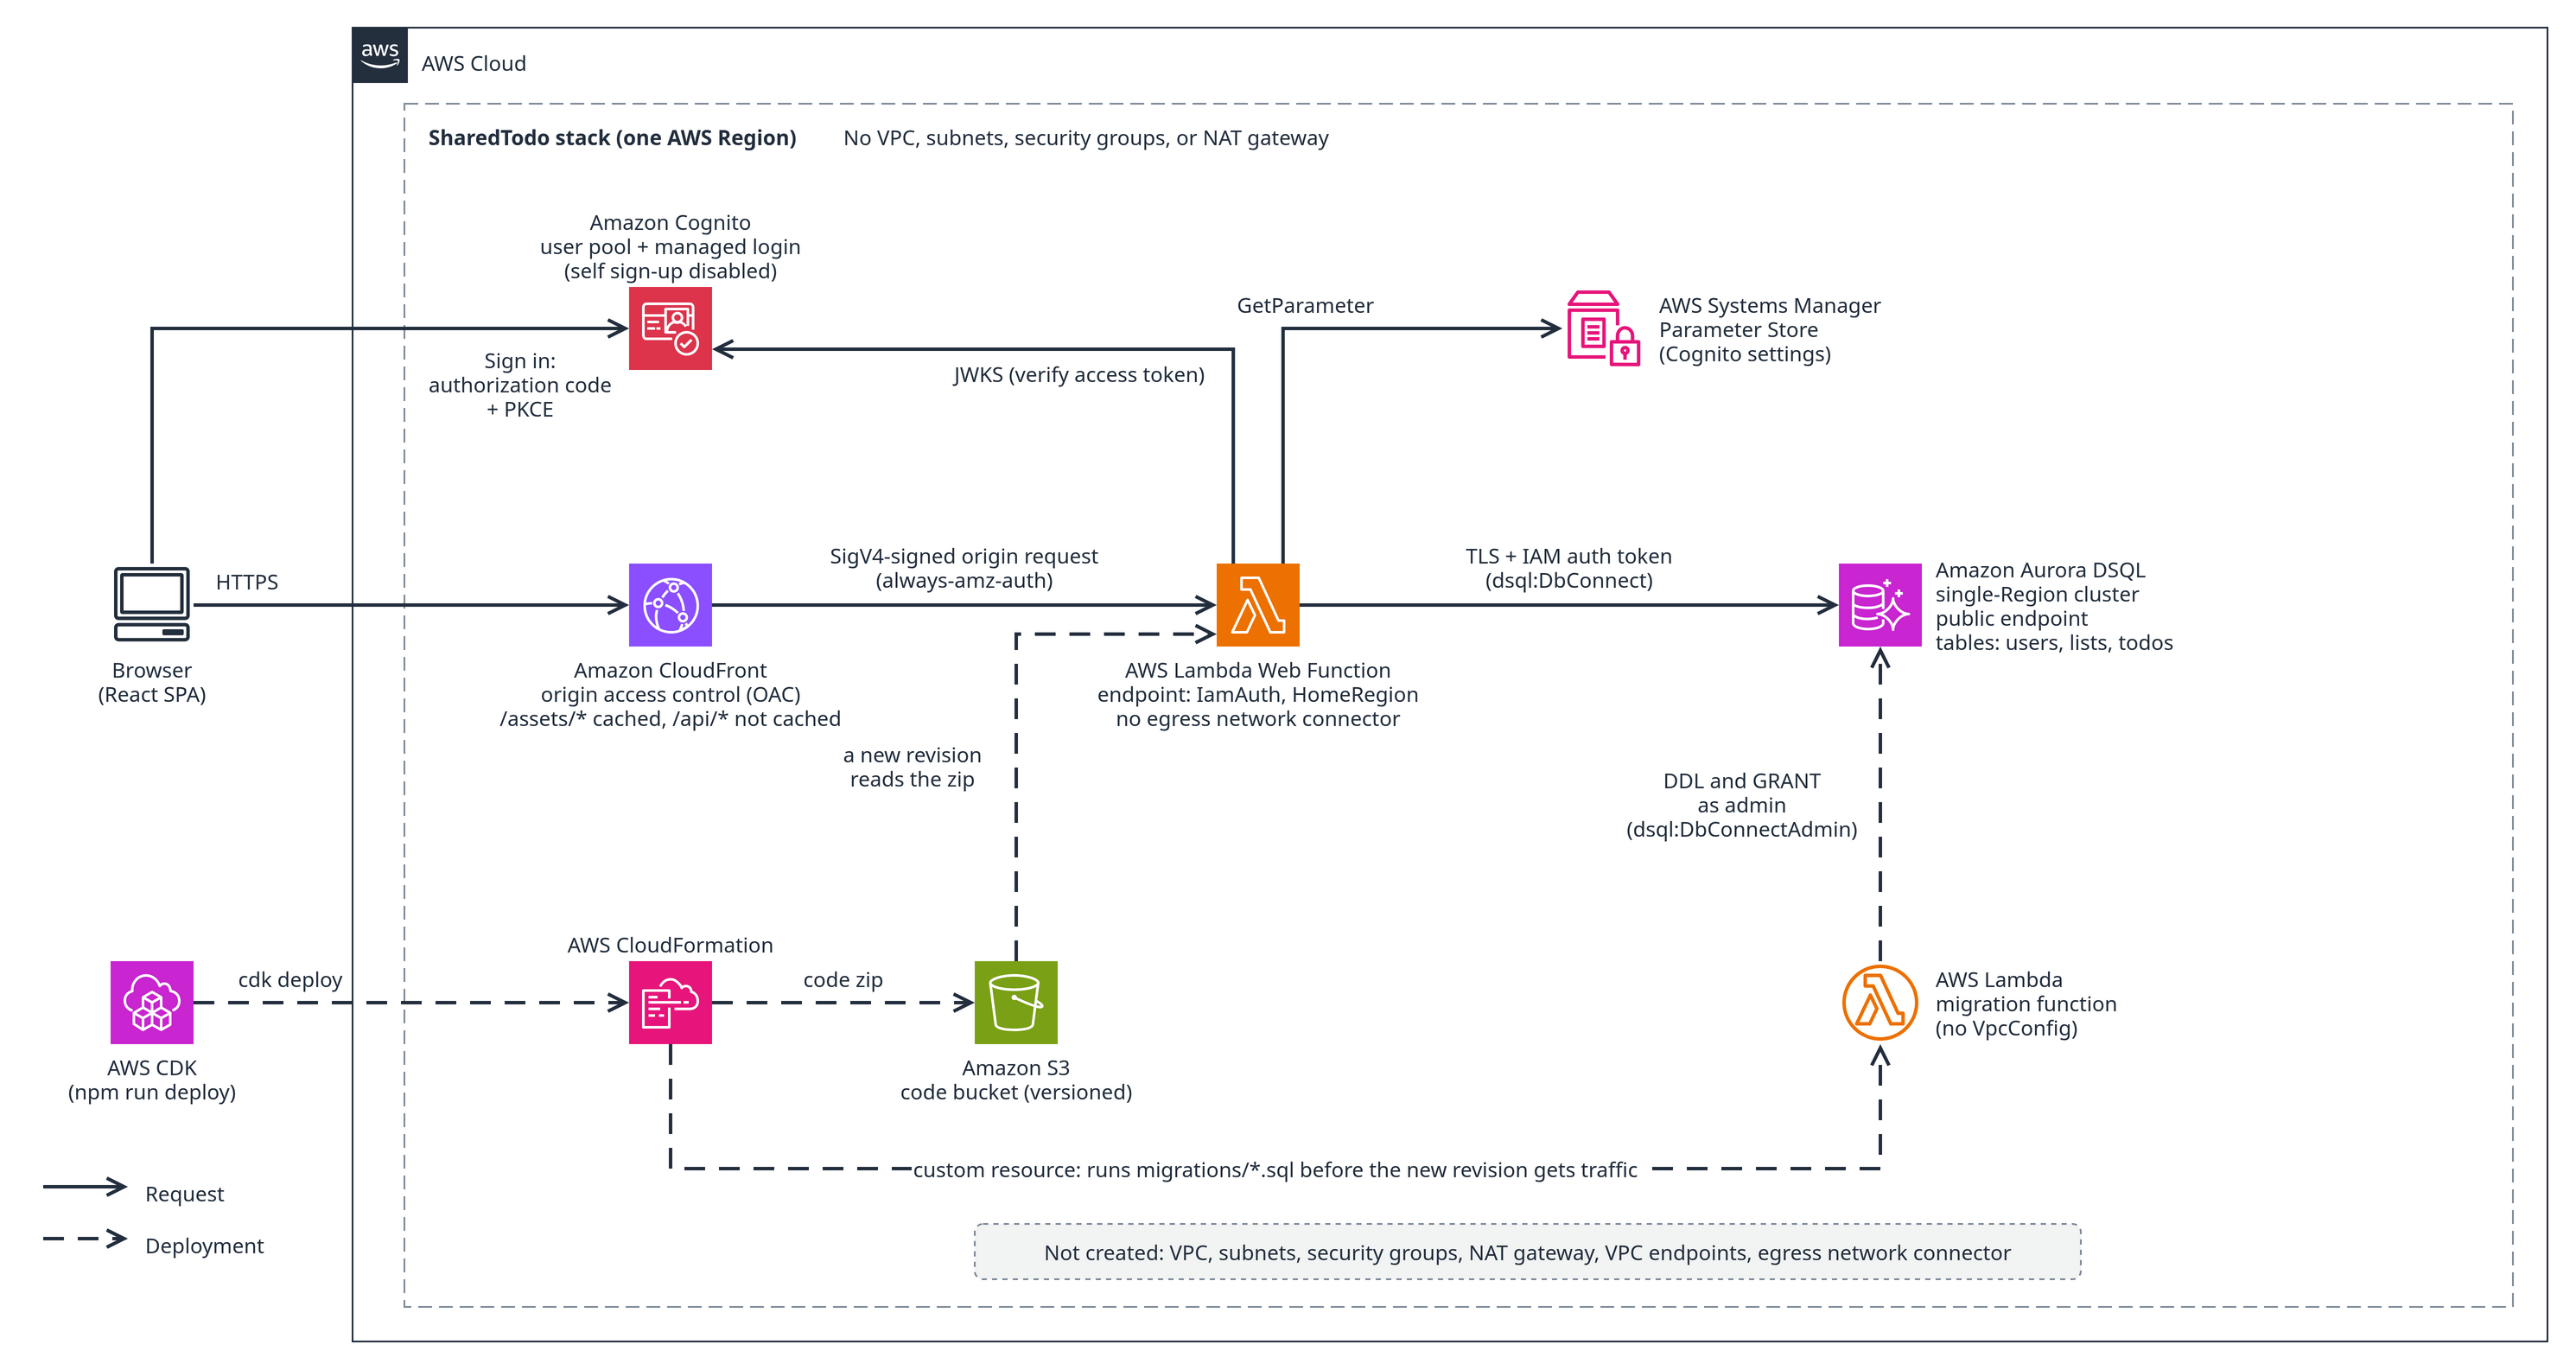 aws
AWS Cloud
SharedTodo stack (one AWS Region)
No VPC, subnets, security groups, or NAT gateway
Amazon Cognito
user pool + managed login
(self sign-up disabled)
Sign in:
authorization code
+ PKCE
JWKS (verify access token)
GetParameter
AWS Systems Manager
Parameter Store
(Cognito settings)
Browser
(React SPA)
HTTPS
Amazon CloudFront
origin access control (OAC)
/assets/* cached, /api/* not cached
SigV4-signed origin request
(always-amz-auth)
AWS Lambda Web Function
endpoint: IamAuth, HomeRegion
no egress network connector
TLS + IAM auth token
(dsql:DbConnect)
Amazon Aurora DSQL
single-Region cluster
public endpoint
tables: users, lists, todos
a new revision
reads the zip
DDL and GRANT
as admin
(dsql:DbConnectAdmin)
AWS CDK
(npm run deploy)
cdk deploy
AWS CloudFormation
code zip
Amazon S3
code bucket (versioned)
AWS Lambda
migration function
(no VpcConfig)
custom resource: runs migrations/*.sql before the new revision gets traffic
Request
Deployment
Not created: VPC, subnets, security groups, NAT gateway, VPC endpoints, egress network connector